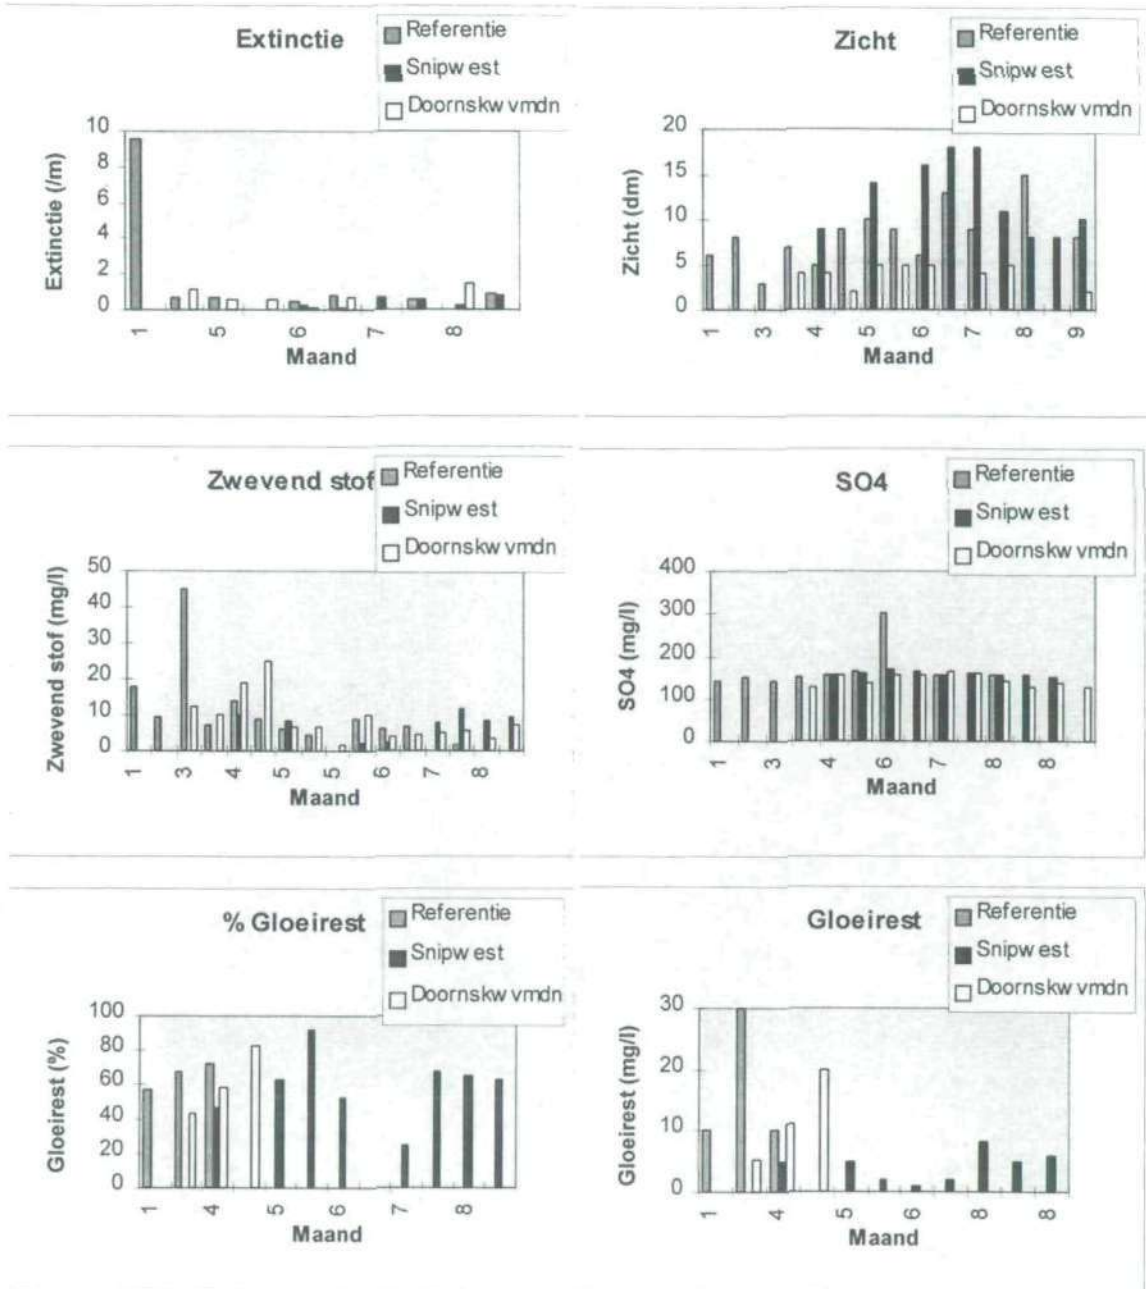 Extinctie
Referentie
Snipw est
Doornskw vmdn
Extinctie (/m)
10
8
6
4
2
0
1
5
6
7
8
Maand
Zicht
Referentie
Snipw est
Doornskw vmdn
Zicht (dm)
20
15
10
5
0
1
3
4
5
6
7
8
9
Maand
Zwevend stof
Referentie
Snipw est
Doornskw vmdn
Zwevend stof (mg/l)
50
40
30
20
10
0
1
3
4
5
5
6
7
8
Maand
SO4
Referentie
Snipw est
Doornskw vmdn
SO4 (mg/l)
400
300
200
100
0
1
3
4
6
7
8
8
Maand
% Gloeirest
Referentie
Snipw est
Doornskw vmdn
Gloeirest (%)
100
80
60
40
20
0
1
4
5
6
7
8
Maand
Gloeirest
Referentie
Snipw est
Doornskw vmdn
Gloeirest (mg/l)
30
20
10
0
1
4
5
6
8
8
Maand